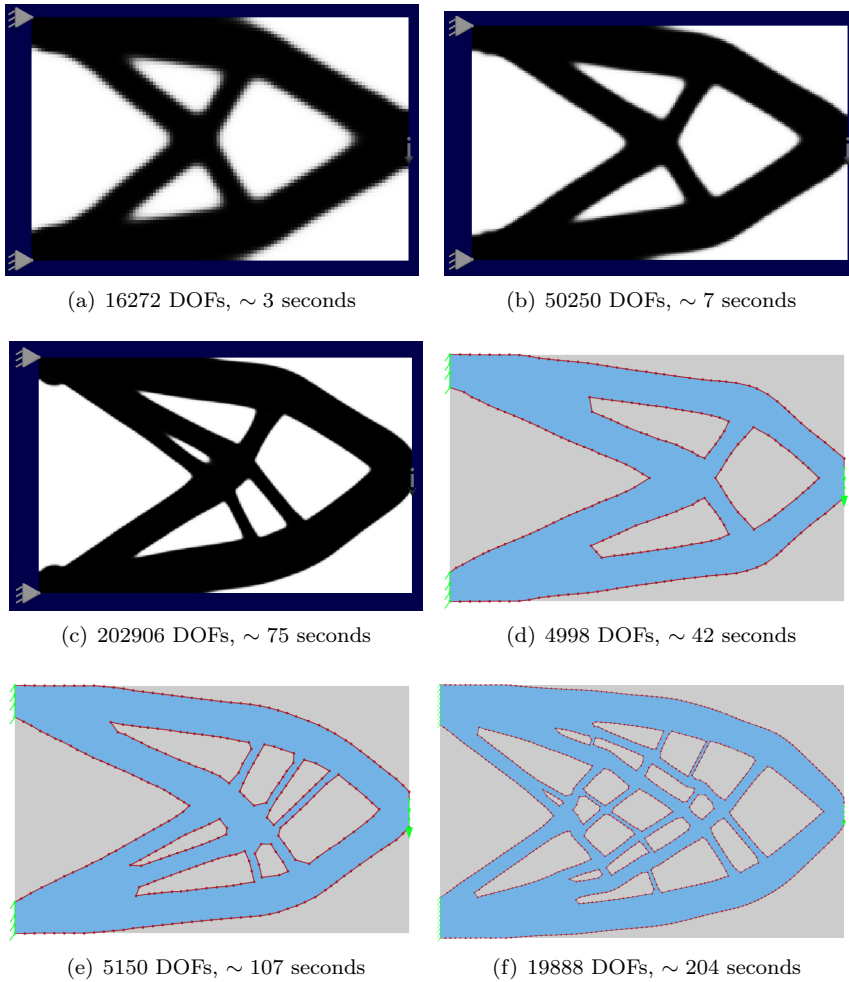 (a) 16272 DOFs, ∼ 3 seconds
(b) 50250 DOFs, ∼ 7 seconds
(c) 202906 DOFs, ∼ 75 seconds
(d) 4998 DOFs, ∼ 42 seconds
(e) 5150 DOFs, ∼ 107 seconds
(f) 19888 DOFs, ∼ 204 seconds